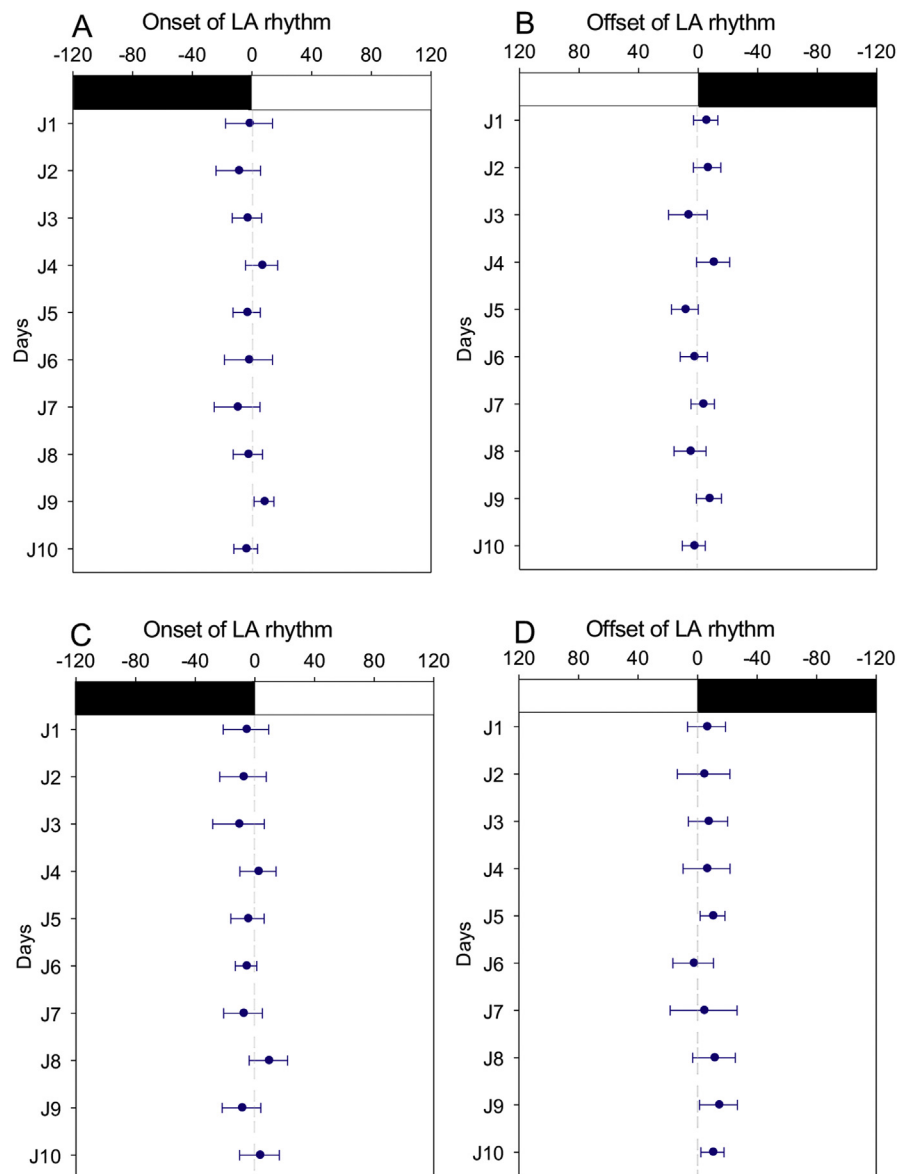 A Onset of LA rhythm
-120 -80 -40 0 40 80 120
J1
J2
J3
J4
J5
J6
J7
J8
J9
J10
Days
B Offset of LA rhythm
120 80 40 0 -40 -80 -120
J1
J2
J3
J4
J5
J6
J7
J8
J9
J10
Days
C Onset of LA rhythm
-120 -80 -40 0 40 80 120
J1
J2
J3
J4
J5
J6
J7
J8
J9
J10
Days
D Offset of LA rhythm
120 80 40 0 -40 -80 -120
J1
J2
J3
J4
J5
J6
J7
J8
J9
J10
Days